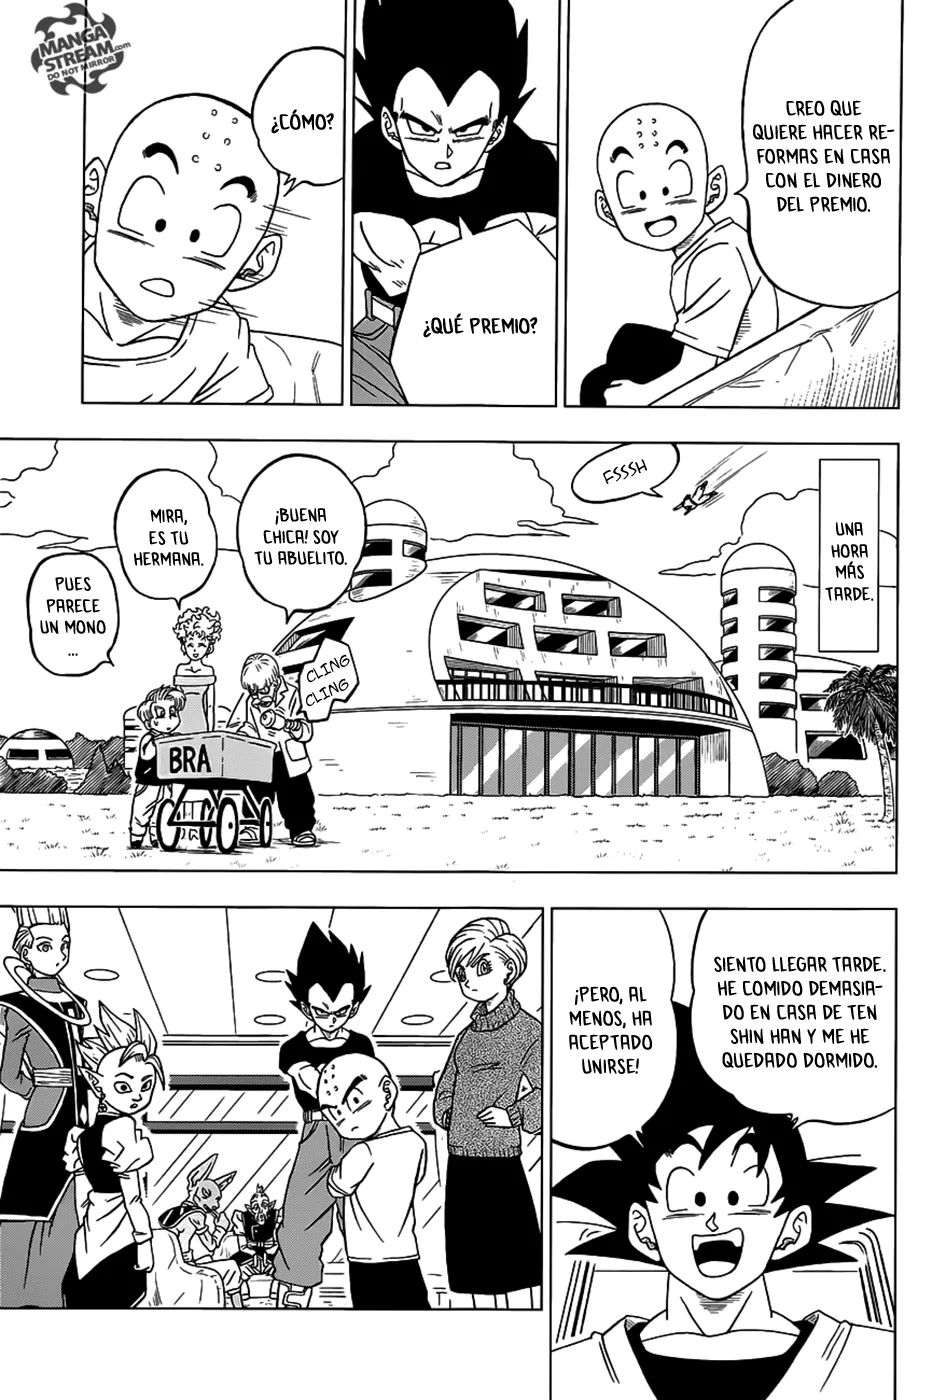 MANGA
STREAM.com
DO NOT MIRROR
CREO QUE
QUIERE HACER RE-
FORMAS EN CASA
CON EL DINERO
DEL PREMIO.
¿QUÉ PREMIO?
¿CÓMO?
UNA
HORA
MÁS
TARDE.
FSSSH
¡BUENA
CHICA! SOY
TU ABUELITO.
CLING
CLING
MIRA,
ES TU
HERMANA.
PUES
PARECE
UN MONO
...
BRA
SIENTO LLEGAR TARDE.
HE COMIDO DEMASIA-
DO EN CASA DE TEN
SHIN HAN Y ME HE
QUEDADO DORMIDO.
¡PERO, AL
MENOS, HA
ACEPTADO
UNIRSE!